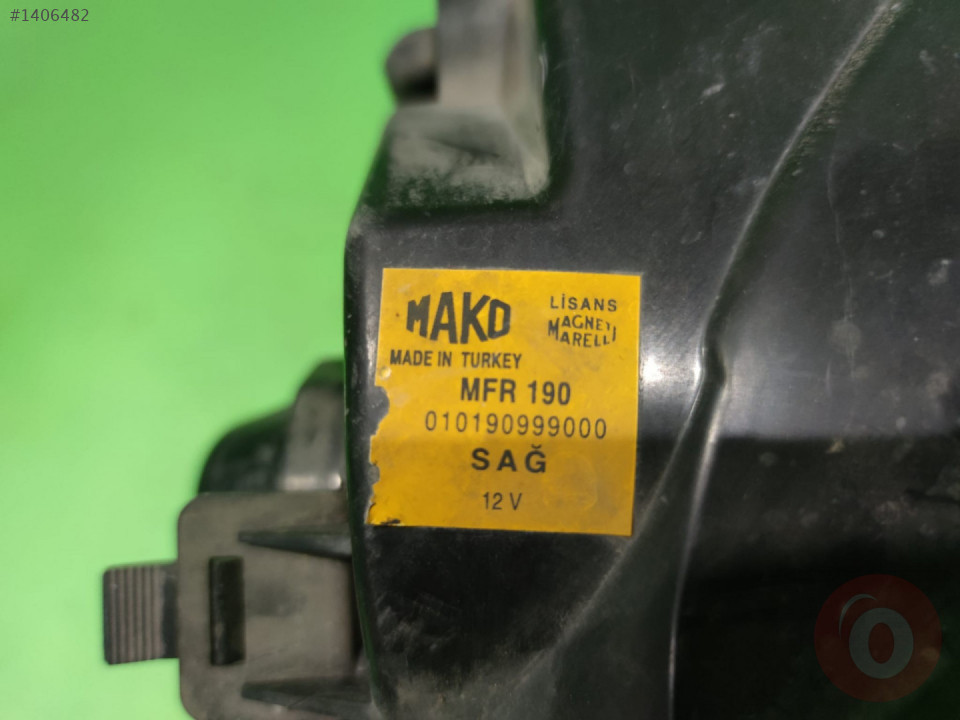 #1406482
MAKO
LİSANS
MAGNETI
MARELLI
MADE IN TURKEY
MFR 190
010190999000
SAĞ
12 V